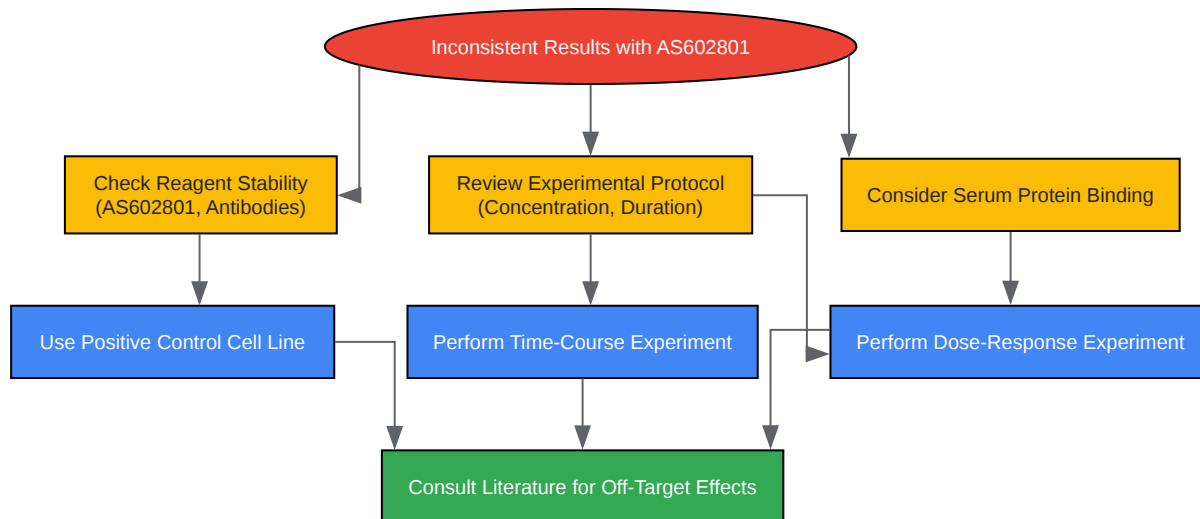 Inconsistent Results with AS602801
Check Reagent Stability
(AS602801, Antibodies)
Review Experimental Protocol
(Concentration, Duration)
Consider Serum Protein Binding
Use Positive Control Cell Line
Perform Time-Course Experiment
Perform Dose-Response Experiment
Consult Literature for Off-Target Effects